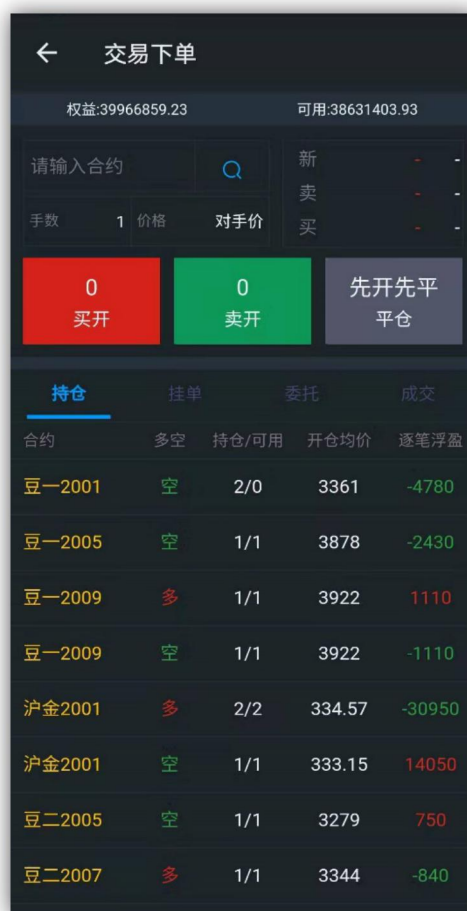 ← 交易下单
权益:39966859.23 可用:38631403.93
请输入合约 新 - -
卖 - -
手数 1 价格 对手价 买 - -
0 0 先开先平
买开 卖开 平仓
持仓 挂单 委托 成交
合约 多空 持仓/可用 开仓均价 逐笔浮盈
豆一2001 空 2/0 3361 -4780
豆一2005 空 1/1 3878 -2430
豆一2009 多 1/1 3922 1110
豆一2009 空 1/1 3922 -1110
沪金2001 多 2/2 334.57 -30950
沪金2001 空 1/1 333.15 14050
豆二2005 空 1/1 3279 750
豆二2007 多 1/1 3344 -840